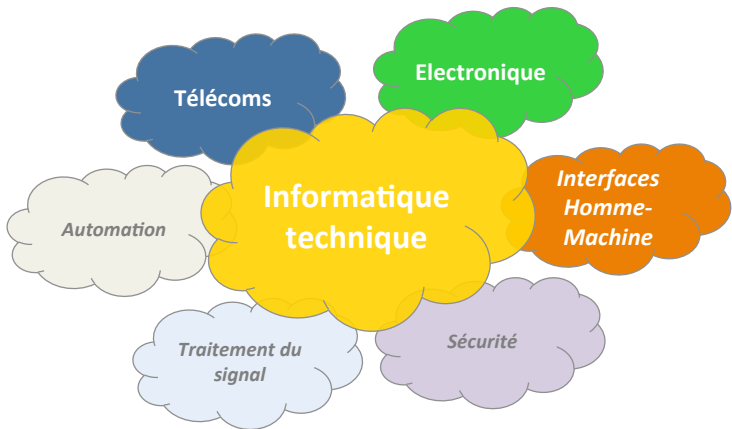 Electronique
Télécoms
Informatique
technique
Interfaces
Homme-
Machine
Automation
Sécurité
Traitement du
signal